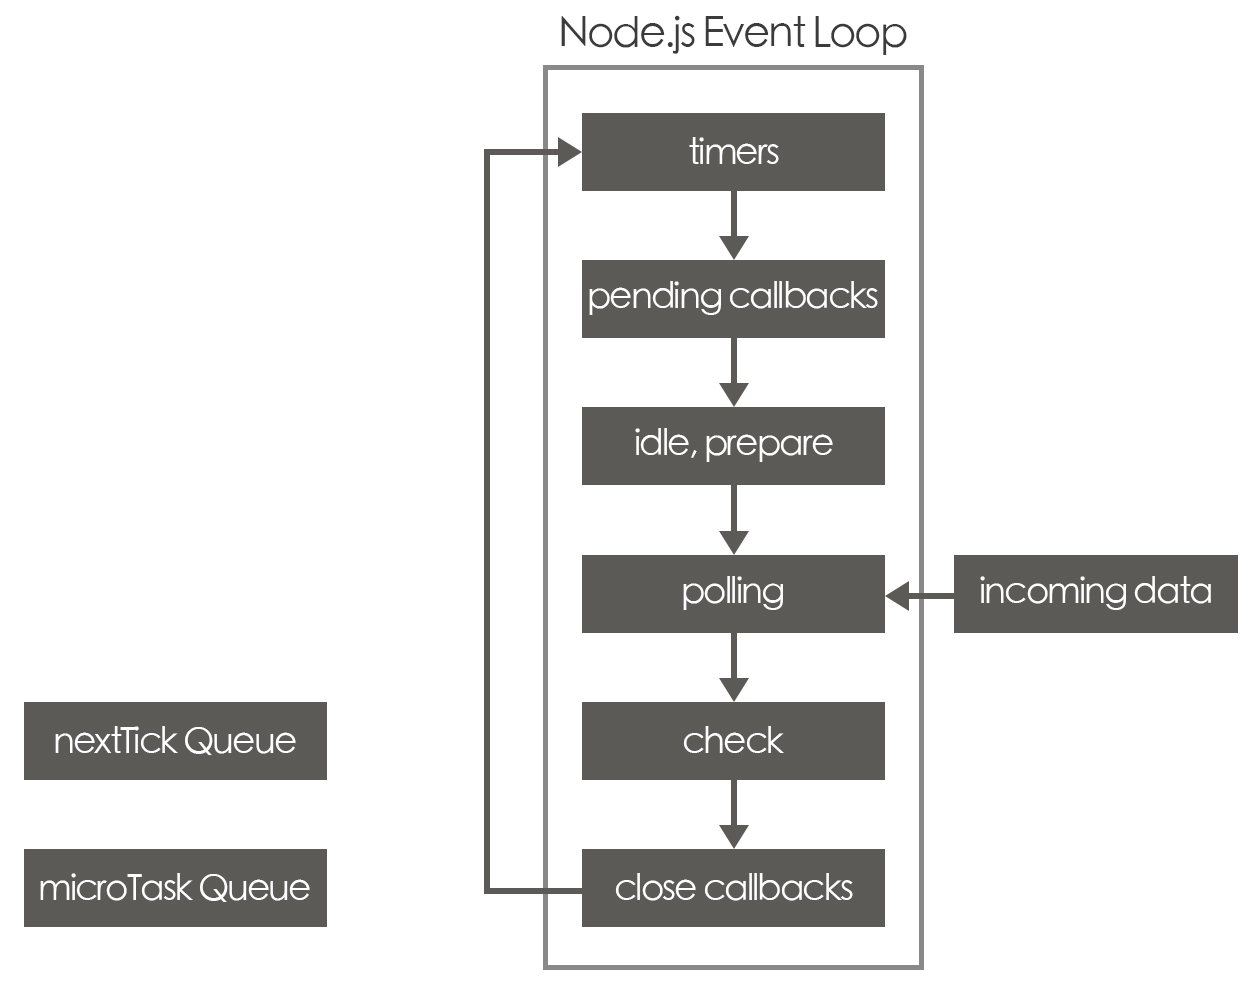 Node.js Event Loop
timers
pending callbacks
idle, prepare
polling
incoming data
nextTick Queue
check
microTask Queue
close callbacks